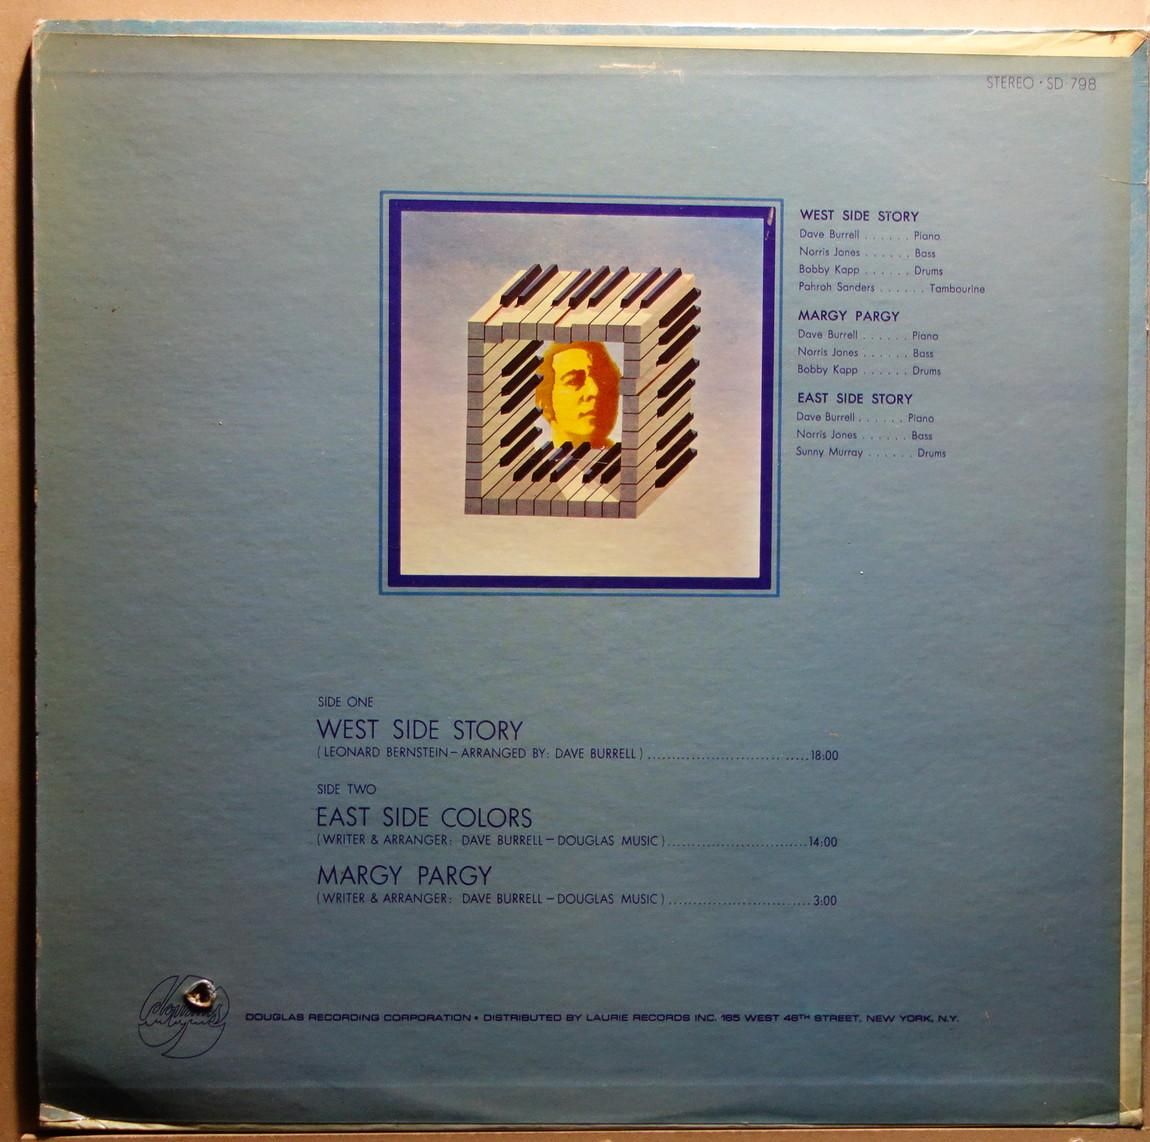 STEREO · SD 798
WEST SIDE STORY
Dave Burrell . . . . . . Piano
Norris Jones . . . . . . Bass
Bobby Kapp . . . . . . Drums
Pahroh Sanders . . . . . . Tambourine
MARGY PARGY
Dave Burrell . . . . . . Piano
Norris Jones . . . . . . Bass
Bobby Kapp . . . . . . Drums
EAST SIDE STORY
Dave Burrell . . . . . . Piano
Norris Jones . . . . . . Bass
Sunny Murray . . . . . . Drums
SIDE ONE
WEST SIDE STORY
(LEONARD BERNSTEIN – ARRANGED BY: DAVE BURRELL) ................................ 18:00
SIDE TWO
EAST SIDE COLORS
(WRITER & ARRANGER: DAVE BURRELL – DOUGLAS MUSIC) ............................. 14:00
MARGY PARGY
(WRITER & ARRANGER: DAVE BURRELL – DOUGLAS MUSIC) ............................. 3:00
DOUGLAS RECORDING CORPORATION • DISTRIBUTED BY LAURIE RECORDS INC. 165 WEST 46TH STREET, NEW YORK, N.Y.